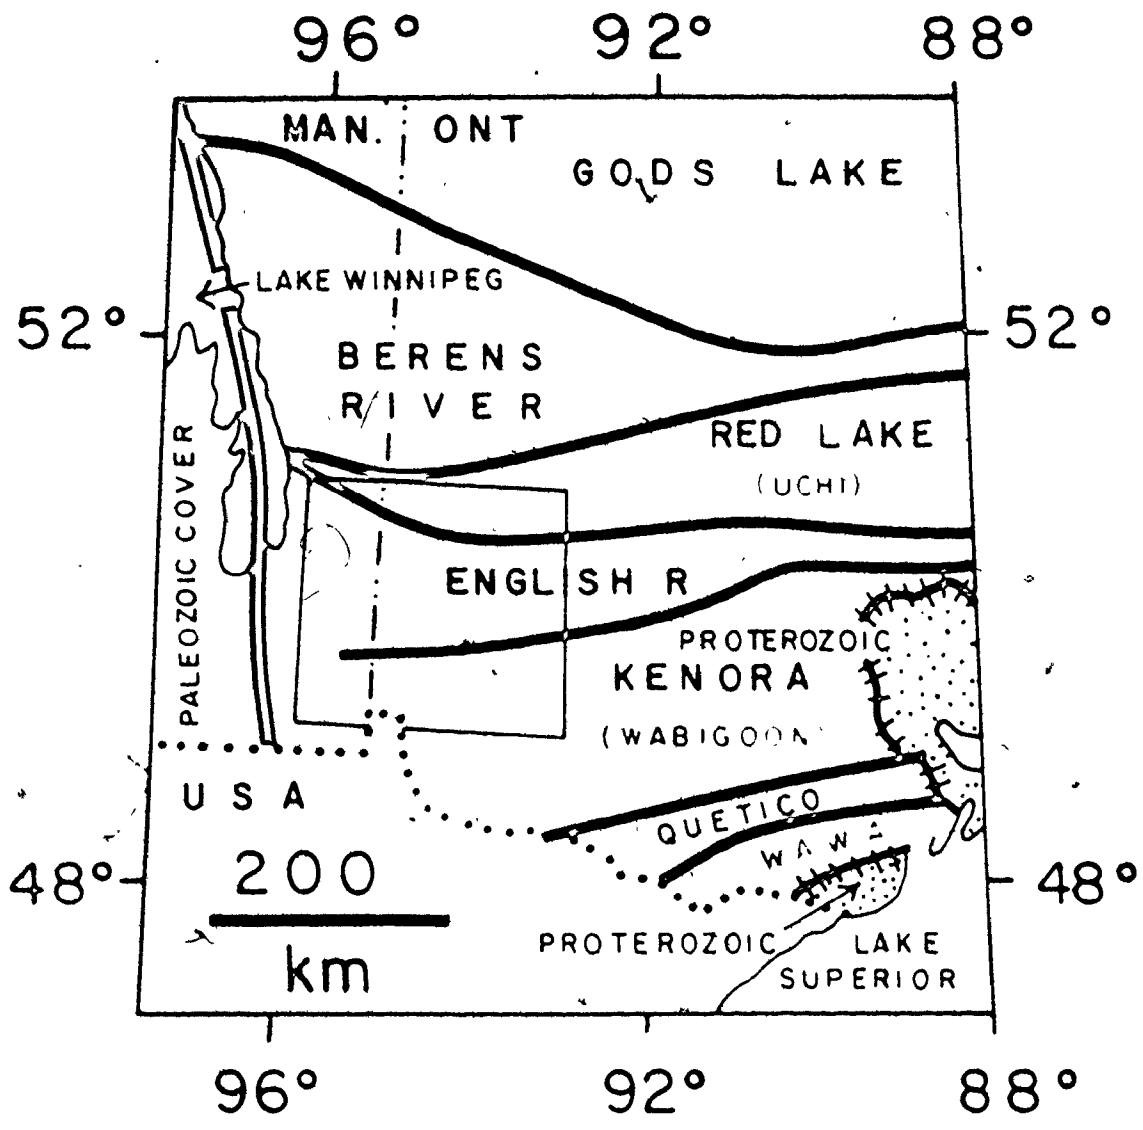 96° 92° 88°
MAN. ONT
GODS LAKE
LAKE WINNIPEG
52° 52°
BERENS
RIVER
RED LAKE
(UCHI)
PALEOZOIC COVER
ENGLISH R
PROTEROZOIC
KENORA
(WABIGOON)
USA
QUETICO
WAWA
200
48° 48°
km
PROTEROZOIC
LAKE
SUPERIOR
96° 92° 88°